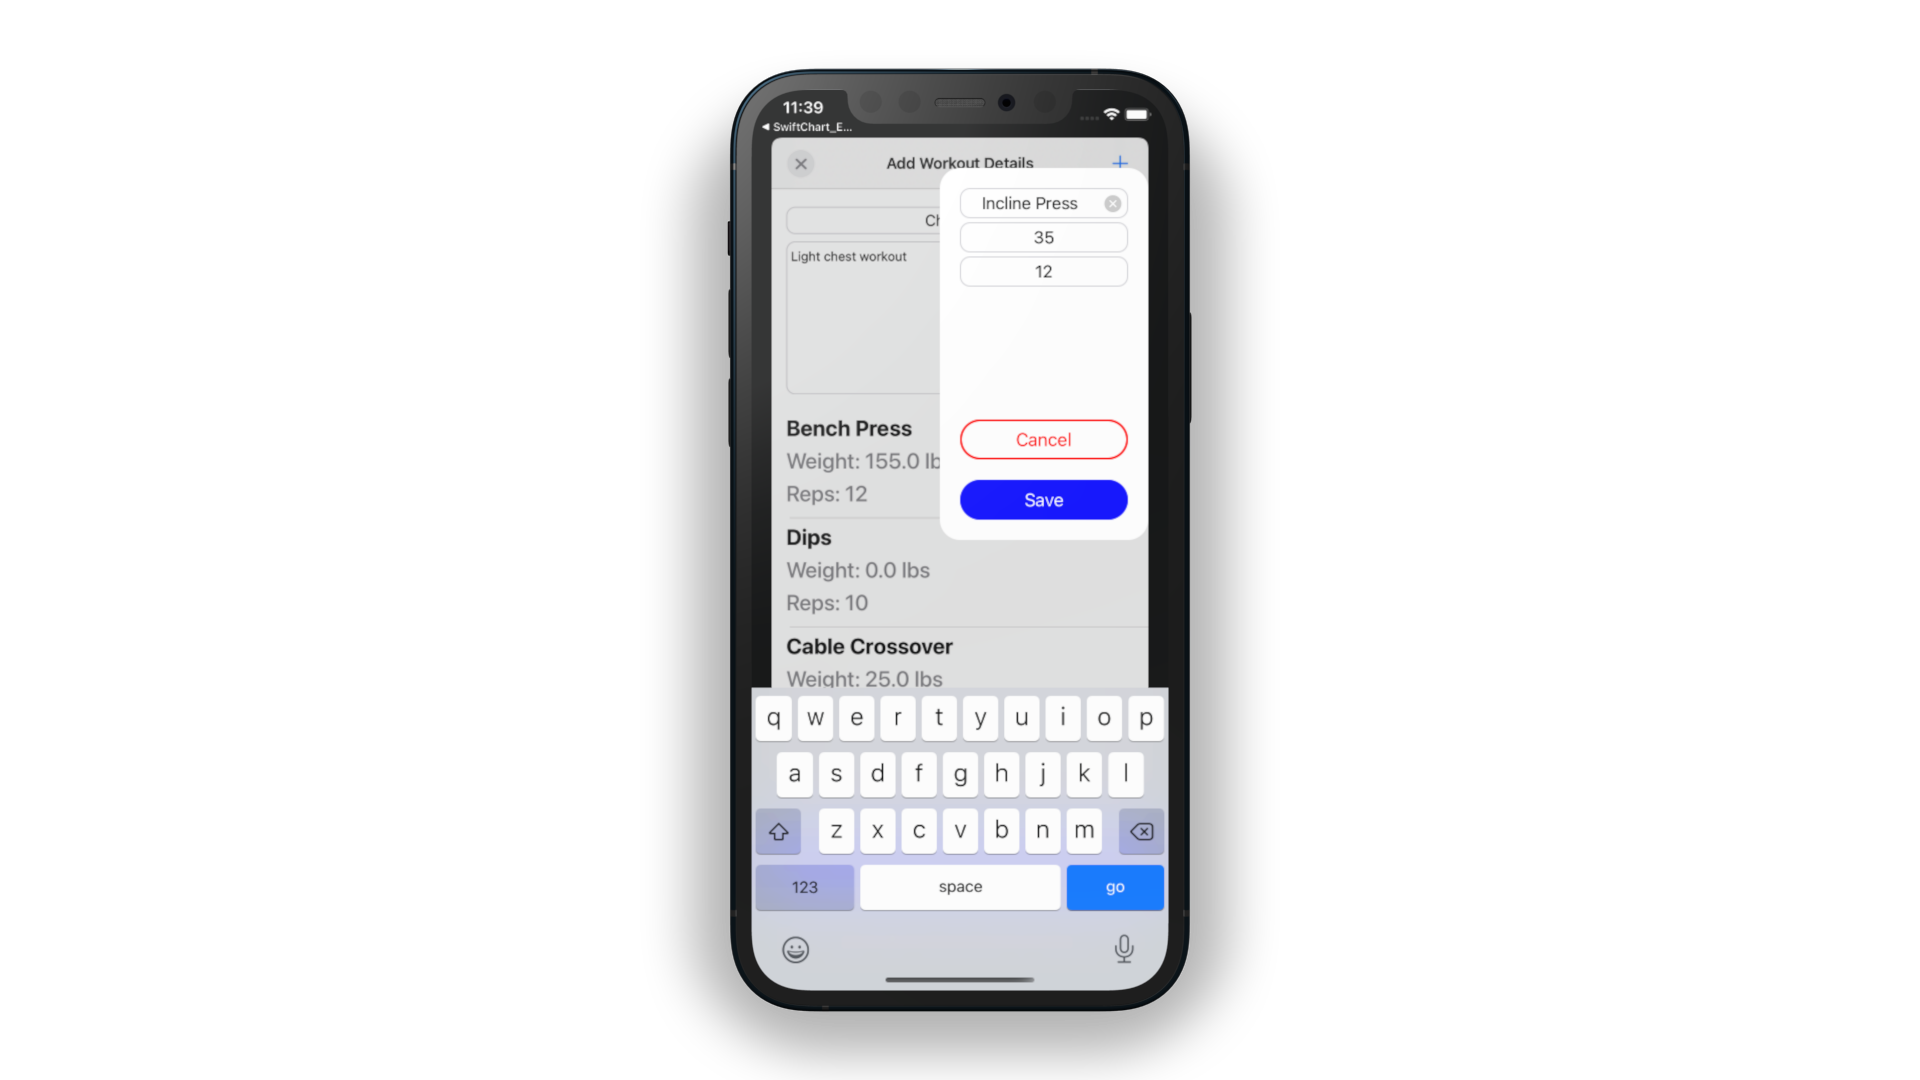 11:39
SwiftChart_E...
Add Workout Details
Incline Press
35
12
Light chest workout
Cancel
Save
Bench Press
Weight: 155.0 lb
Reps: 12
Dips
Weight: 0.0 lbs
Reps: 10
Cable Crossover
Weight: 25.0 lbs
q w e r t y u i o p
a s d f g h j k l
z x c v b n m
123 space go